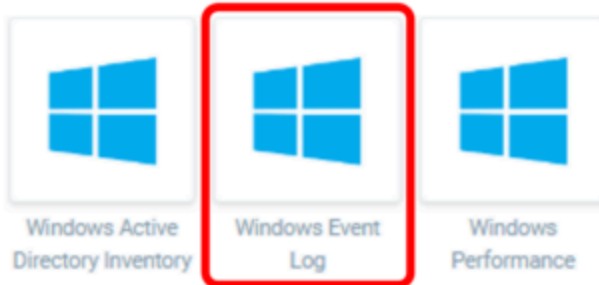 Windows Active
Directory Inventory
Windows Event
Log
Windows
Performance